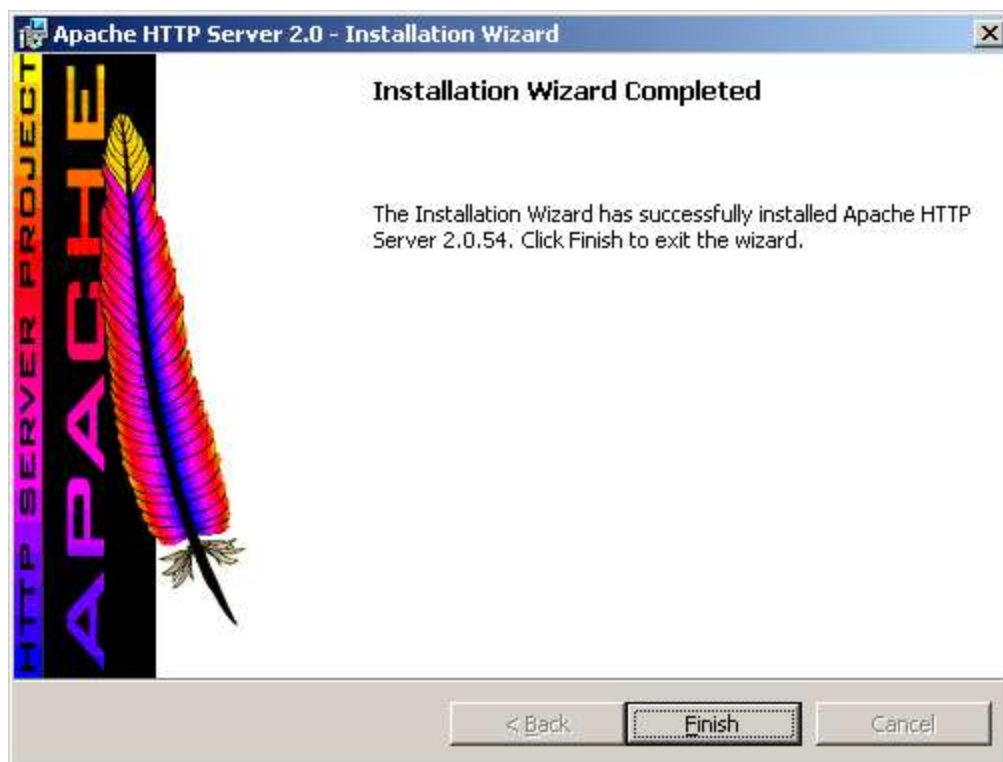 Apache HTTP Server 2.0 - Installation Wizard
HTTP SERVER PROJECT
APACHE
Installation Wizard Completed
The Installation Wizard has successfully installed Apache HTTP
Server 2.0.54. Click Finish to exit the wizard.
< Back
Finish
Cancel